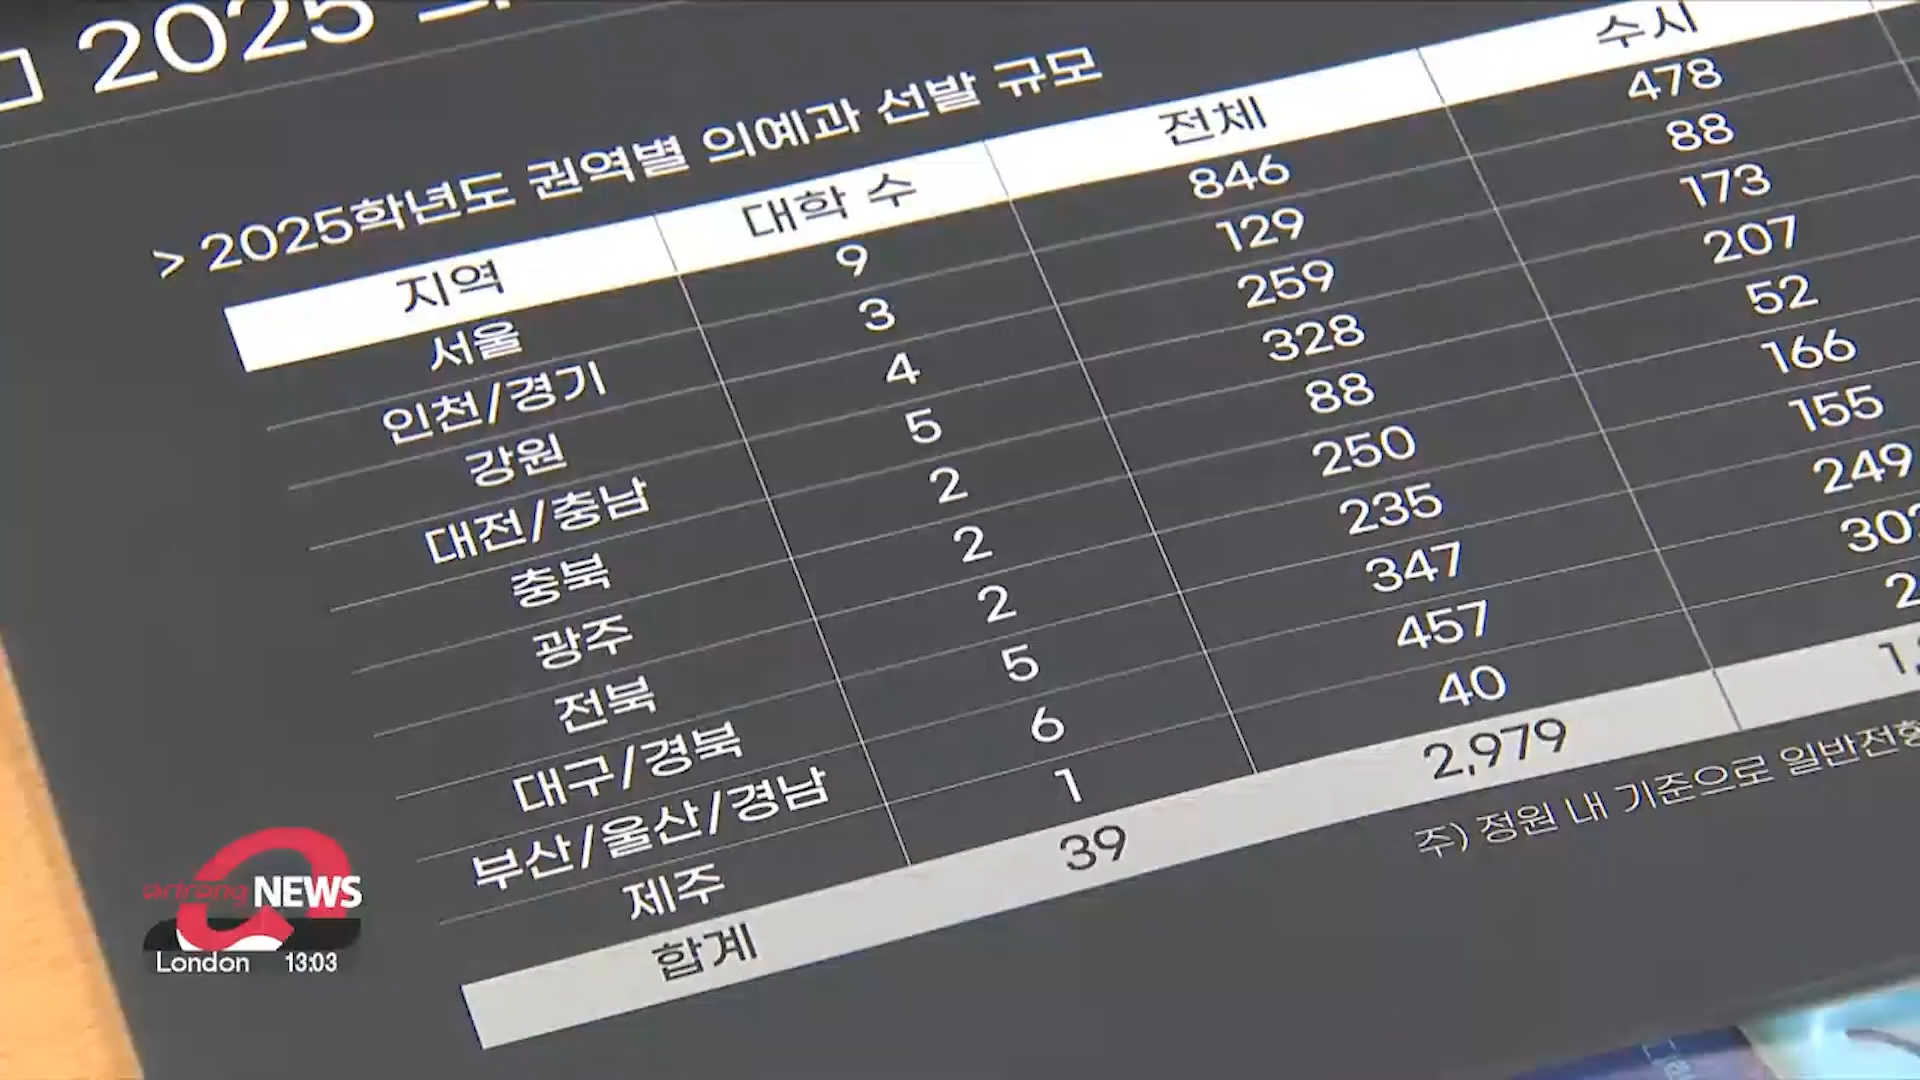 □ 2025
> 2025학년도 권역별 의예과 선발 규모
지역 대학 수 전체 수시
서울 9 846 478
인천/경기 3 129 88
강원 4 259 173
대전/충남 5 328 207
충북 2 88 52
광주 2 250 166
전북 2 235 155
대구/경북 5 347 249
부산/울산/경남 6 457 30
제주 1 40 2
합계 39 2,979 1,
주) 정원 내 기준으로 일반전형
arirang NEWS
London 13:03